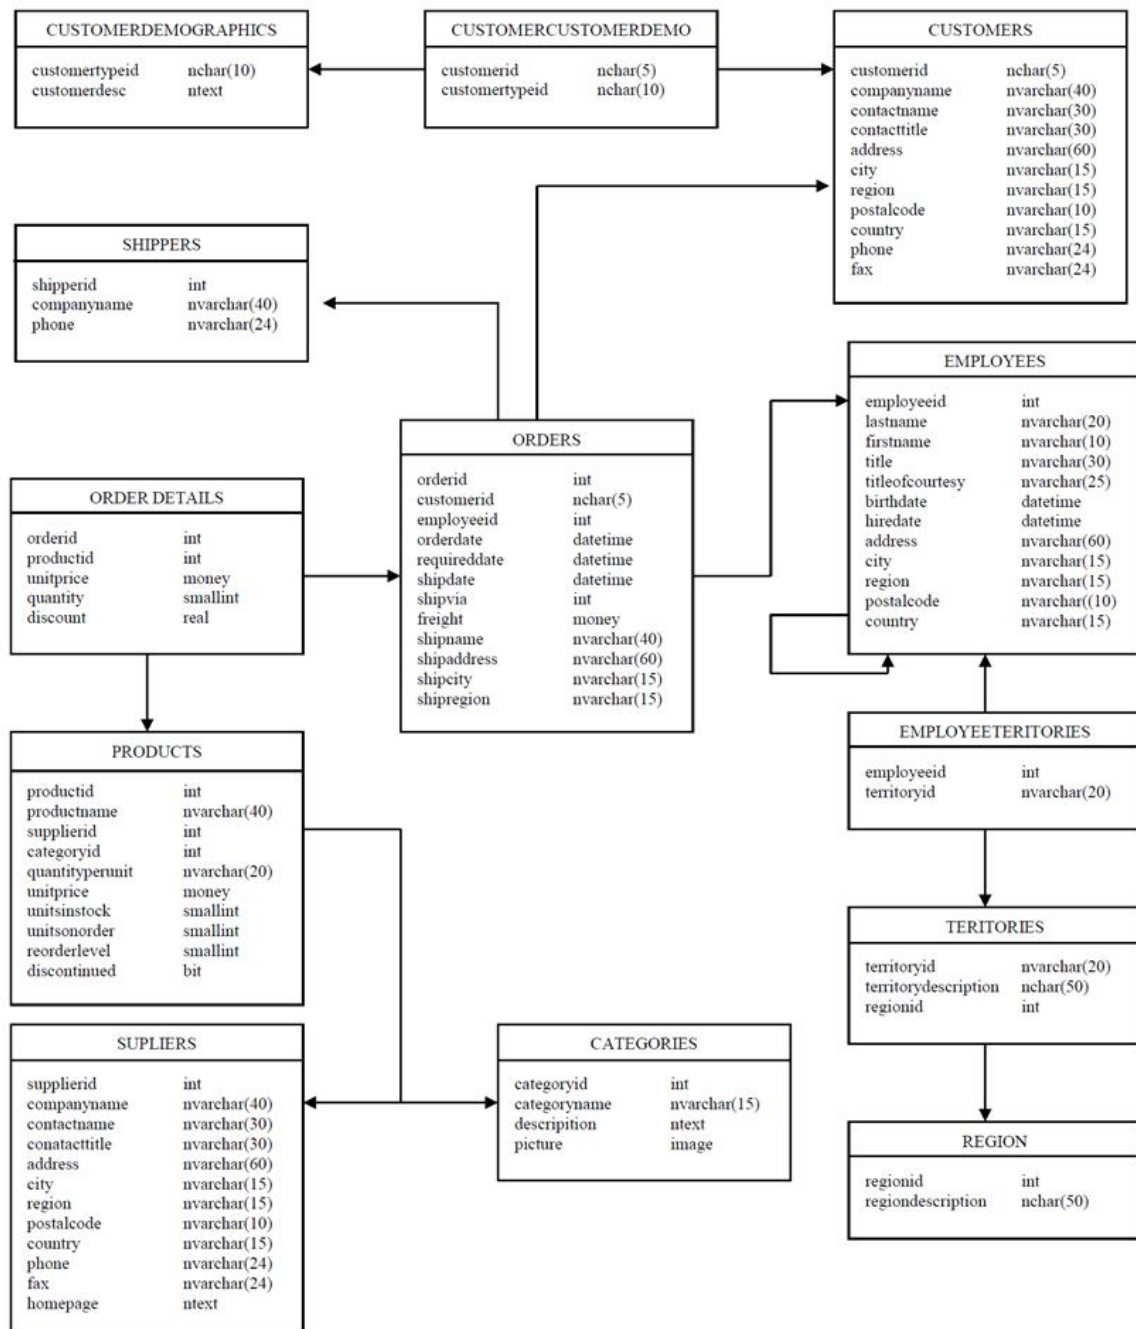 CUSTOMERDEMOGRAPHICS
customertypeid nchar(10)
customerdesc ntext
CUSTOMERCUSTOMERDEMO
customerid nchar(5)
customertypeid nchar(10)
CUSTOMERS
customerid nchar(5)
companyname nvarchar(40)
contactname nvarchar(30)
contacttitle nvarchar(30)
address nvarchar(60)
city nvarchar(15)
region nvarchar(15)
postalcode nvarchar(10)
country nvarchar(15)
phone nvarchar(24)
fax nvarchar(24)
SHIPPERS
shipperid int
companyname nvarchar(40)
phone nvarchar(24)
EMPLOYEES
employeeid int
lastname nvarchar(20)
firstname nvarchar(10)
title nvarchar(30)
titleofcourtesy nvarchar(25)
birthdate datetime
hiredate datetime
address nvarchar(60)
city nvarchar(15)
region nvarchar(15)
postalcode nvarchar((10)
country nvarchar(15)
ORDERS
orderid int
customerid nchar(5)
employeeid int
orderdate datetime
requireddate datetime
shipdate datetime
shipvia int
freight money
shipname nvarchar(40)
shipaddress nvarchar(60)
shipcity nvarchar(15)
shipregion nvarchar(15)
ORDER DETAILS
orderid int
productid int
unitprice money
quantity smallint
discount real
PRODUCTS
productid int
productname nvarchar(40)
supplierid int
categoryid int
quantityperunit nvarchar(20)
unitprice money
unitsinstock smallint
unitsonorder smallint
reorderlevel smallint
discontinued bit
EMPLOYEETERITORIES
employeeid int
territoryid nvarchar(20)
TERITORIES
territoryid nvarchar(20)
territorydescription nchar(50)
regionid int
SUPLIERS
supplierid int
companyname nvarchar(40)
contactname nvarchar(30)
conatacttitle nvarchar(30)
address nvarchar(60)
city nvarchar(15)
region nvarchar(15)
postalcode nvarchar(10)
country nvarchar(15)
phone nvarchar(24)
fax nvarchar(24)
homepage ntext
CATEGORIES
categoryid int
categoryname nvarchar(15)
descripition ntext
picture image
REGION
regionid int
regiondescription nchar(50)